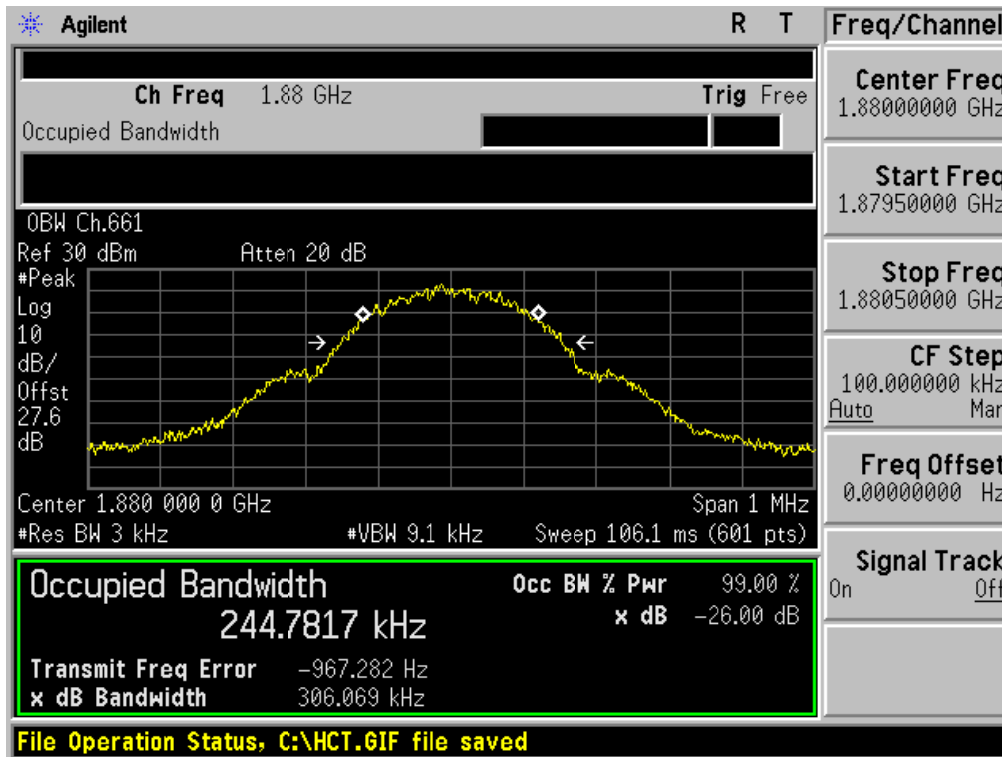 Agilent R T Freq/Channel
Ch Freq 1.88 GHz Trig Free
Occupied Bandwidth
Center Freq
1.88000000 GHz
Start Freq
1.87950000 GHz
Stop Freq
1.88050000 GHz
CF Step
100.000000 kHz
Auto Man
Freq Offset
0.00000000 Hz
Signal Track
On Off
OBW Ch.661
Ref 30 dBm Atten 20 dB
#Peak
Log
10
dB/
Offst
27.6
dB
Center 1.880 000 0 GHz Span 1 MHz
#Res BW 3 kHz #VBW 9.1 kHz Sweep 106.1 ms (601 pts)
Occupied Bandwidth Occ BW % Pwr 99.00 %
244.7817 kHz x dB -26.00 dB
Transmit Freq Error -967.282 Hz
x dB Bandwidth 306.069 kHz
File Operation Status, C:\HCT.GIF file saved